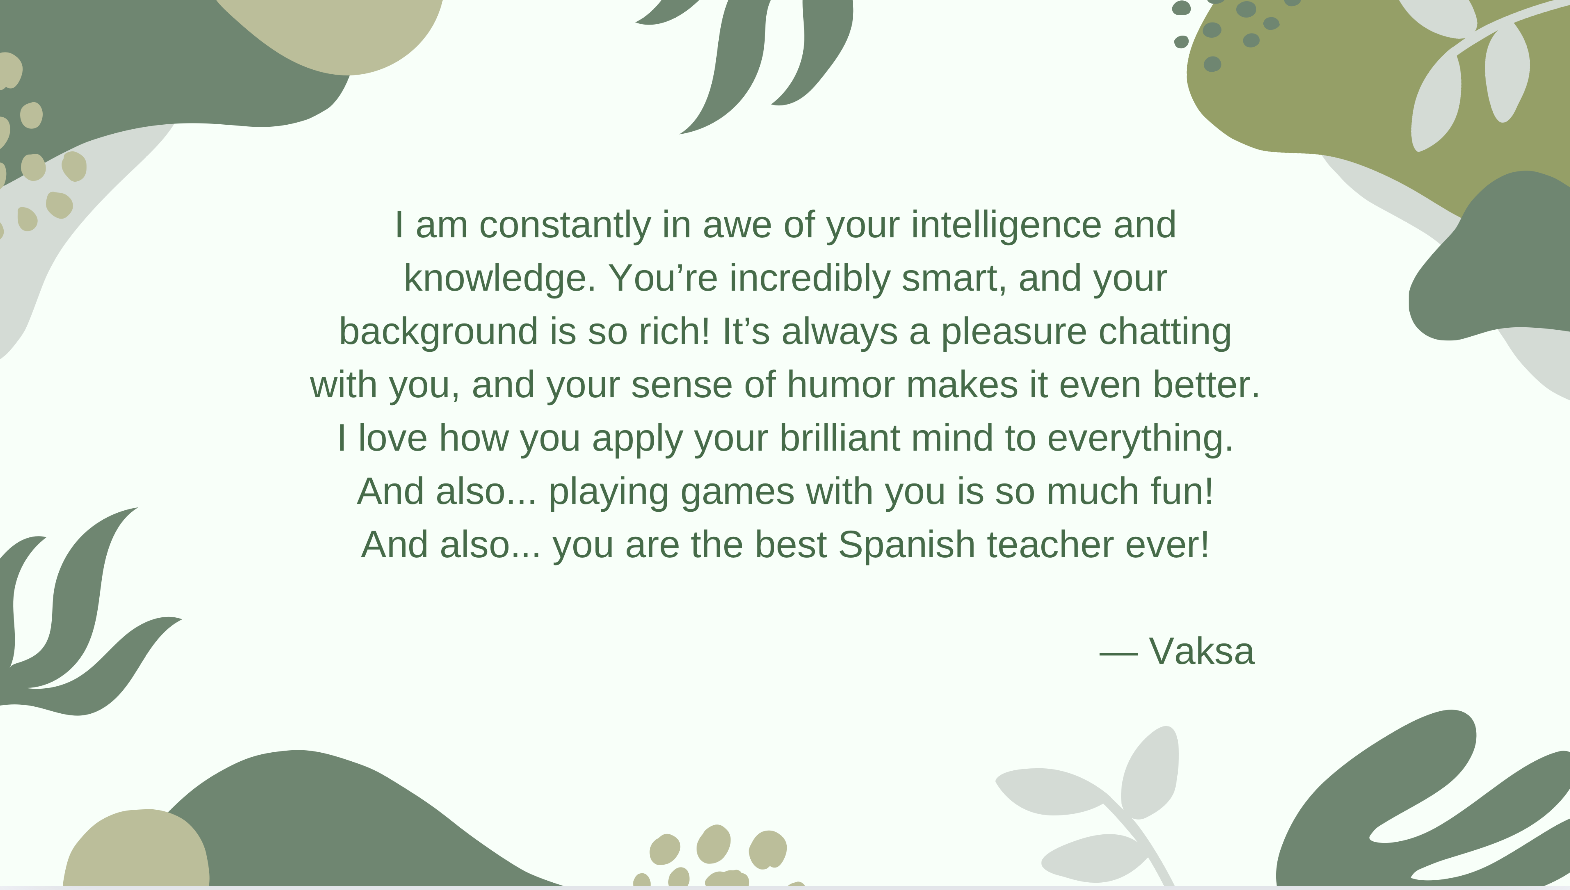 I am constantly in awe of your intelligence and
knowledge. You’re incredibly smart, and your
background is so rich! It’s always a pleasure chatting
with you, and your sense of humor makes it even better.
I love how you apply your brilliant mind to everything.
And also... playing games with you is so much fun!
And also... you are the best Spanish teacher ever!
— Vaksa